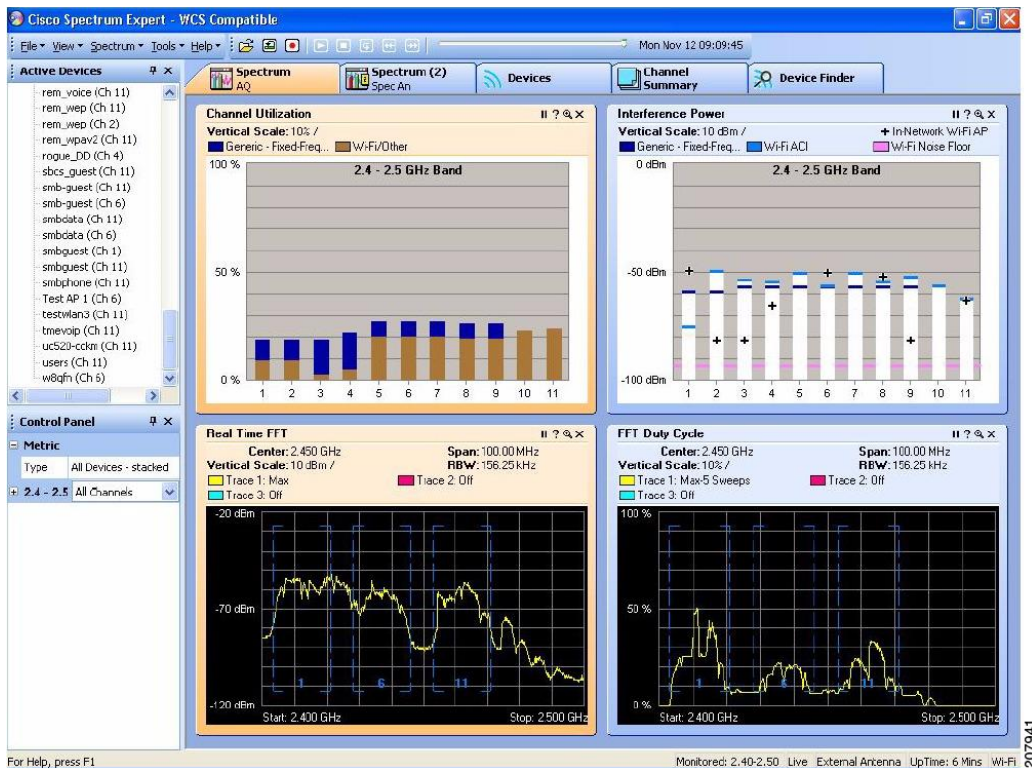 Cisco Spectrum Expert - WCS Compatible
File View Spectrum Tools Help Mon Nov 12 09:09:45
Active Devices
rem_voice (Ch 11)
rem_wep (Ch 11)
rem_wep (Ch 2)
rem_wpav2 (Ch 11)
rogue_DD (Ch 4)
sbcs_guest (Ch 11)
smb-guest (Ch 11)
smb-guest (Ch 6)
smbdata (Ch 11)
smbdata (Ch 6)
smbguest (Ch 1)
smbguest (Ch 11)
smbphone (Ch 11)
Test AP 1 (Ch 6)
testwlan3 (Ch 11)
tmevoip (Ch 11)
uc520-cckm (Ch 11)
users (Ch 11)
w8qfn (Ch 6)
Control Panel
Metric
Type All Devices - stacked
2.4 - 2.5 All Channels
Spectrum AQ
Spectrum (2) Spec An
Devices
Channel Summary
Device Finder
Channel Utilization
Vertical Scale: 10% /
Generic - Fixed-Freq... Wi-Fi/Other
2.4 - 2.5 GHz Band
100 %
50 %
0 %
1 2 3 4 5 6 7 8 9 10 11
Interference Power
Vertical Scale: 10 dBm / In-Network WiFi AP
Generic - Fixed-Freq... Wi-Fi ACI Wi-Fi Noise Floor
2.4 - 2.5 GHz Band
0 dBm
-50 dBm
-100 dBm
1 2 3 4 5 6 7 8 9 10 11
Real Time FFT
Center: 2.450 GHz Span: 100.00 MHz
Vertical Scale: 10 dBm / RBW: 156.25 kHz
Trace 1: Max Trace 2: Off
Trace 3: Off
-20 dBm
-70 dBm
-120 dBm
1 6 11
Start: 2.400 GHz Stop: 2.500 GHz
FFT Duty Cycle
Center: 2.450 GHz Span: 100.00 MHz
Vertical Scale: 10% / RBW: 156.25 kHz
Trace 1: Max-5 Sweeps Trace 2: Off
Trace 3: Off
100 %
50 %
0 %
1 6 11
Start: 2.400 GHz Stop: 2.500 GHz
For Help, press F1
Monitored: 2.40-2.50 Live External Antenna UpTime: 6 Mins Wi-Fi
207941